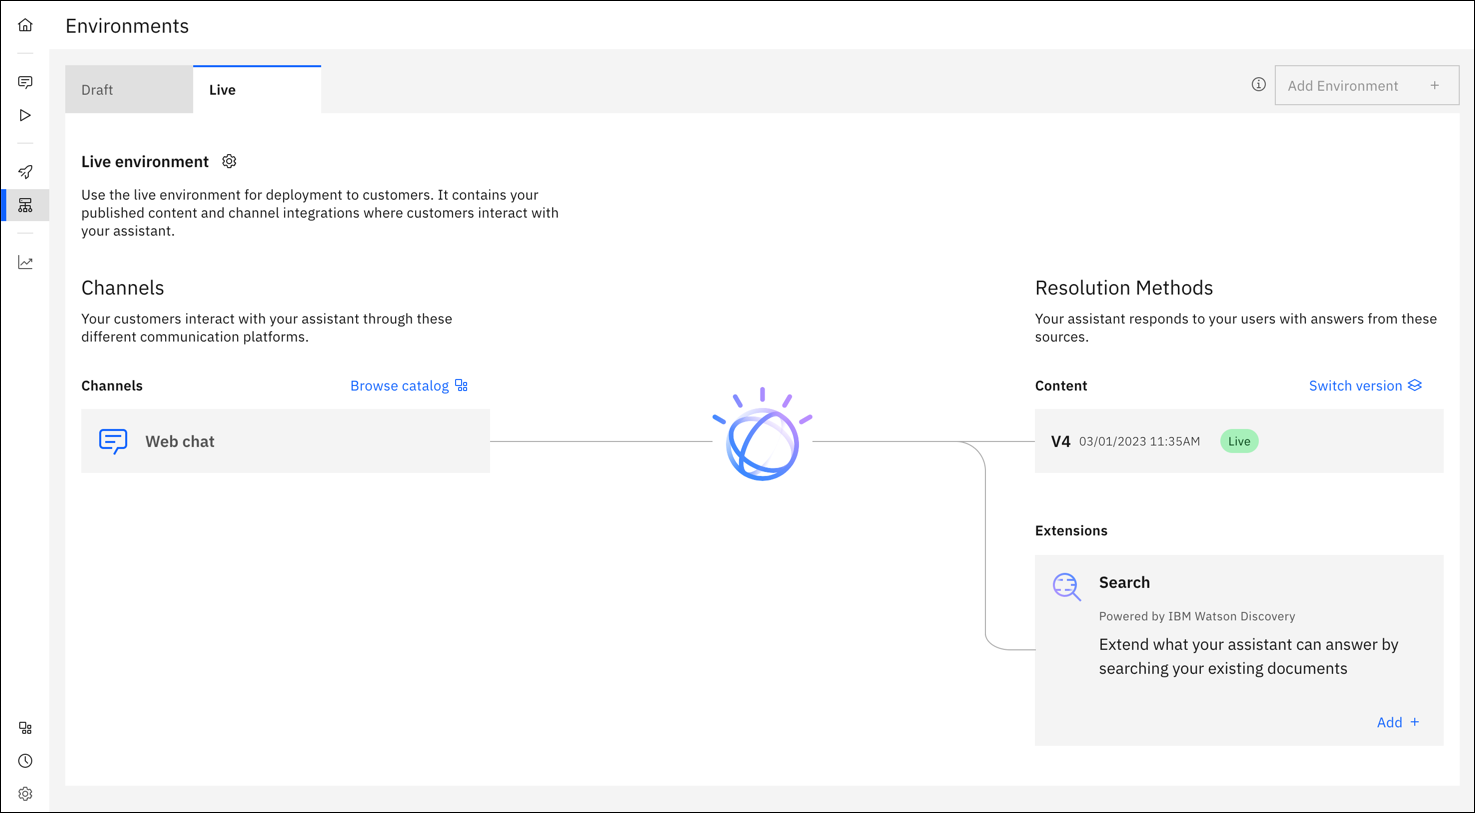 Environments
Draft
Live
Add Environment +
Live environment
Use the live environment for deployment to customers. It contains your
published content and channel integrations where customers interact with
your assistant.
Channels
Your customers interact with your assistant through these
different communication platforms.
Channels
Browse catalog
Web chat
Resolution Methods
Your assistant responds to your users with answers from these
sources.
Content
Switch version
V4 03/01/2023 11:35AM Live
Extensions
Search
Powered by IBM Watson Discovery
Extend what your assistant can answer by
searching your existing documents
Add +